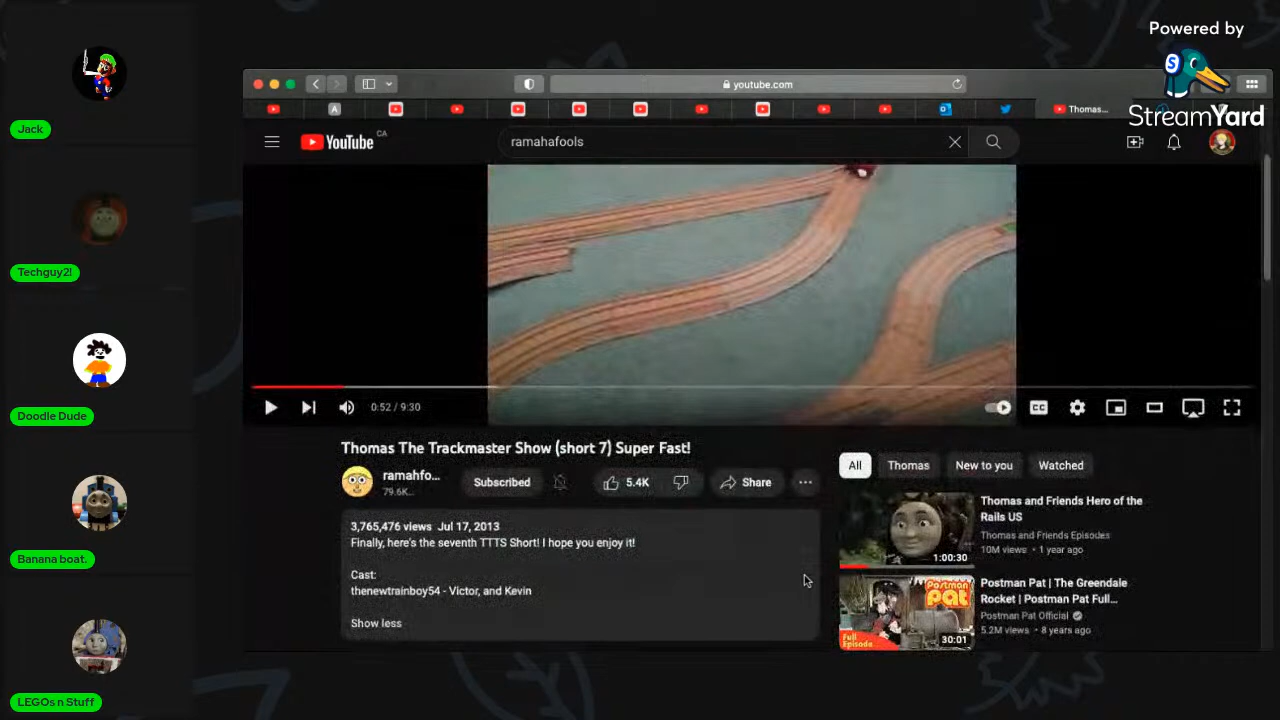 Powered by
StreamYard
Jack
Techguy2!
Doodle Dude
Banana boat.
LEGOs n Stuff
youtube.com
Thomas...
YouTube CA
ramahafools
0:52 / 9:30
CC
Thomas The Trackmaster Show (short 7) Super Fast!
ramahfo...
79.6K...
Subscribed
5.4K
Share
3,765,476 views Jul 17, 2013
Finally, here's the seventh TTTS Short! I hope you enjoy it!
Cast:
thenewtrainboy54 - Victor, and Kevin
Show less
All
Thomas
New to you
Watched
1:00:30
Thomas and Friends Hero of the
Rails US
Thomas and Friends Episodes
10M views • 1 year ago
Postman
Pat
Full
Episode...
30:01
Postman Pat | The Greendale
Rocket | Postman Pat Full...
Postman Pat Official
5.2M views • 8 years ago